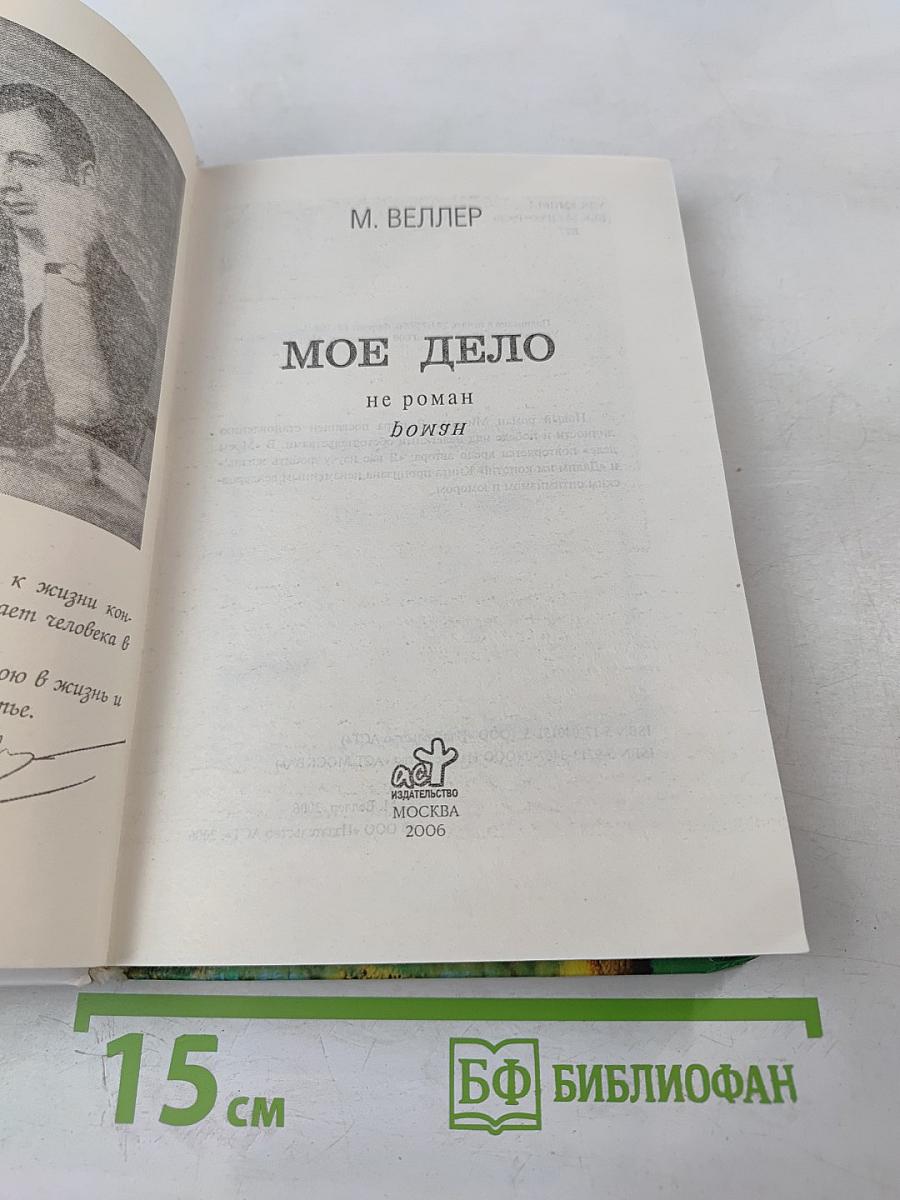 к жизни кон-
ает человека в
ою в жизнь и
тье.
М. ВЕЛЛЕР
МОЕ ДЕЛО
не роман
роман
аст
ИЗДАТЕЛЬСТВО
МОСКВА
2006
15 см
БФ БИБЛИОФАН